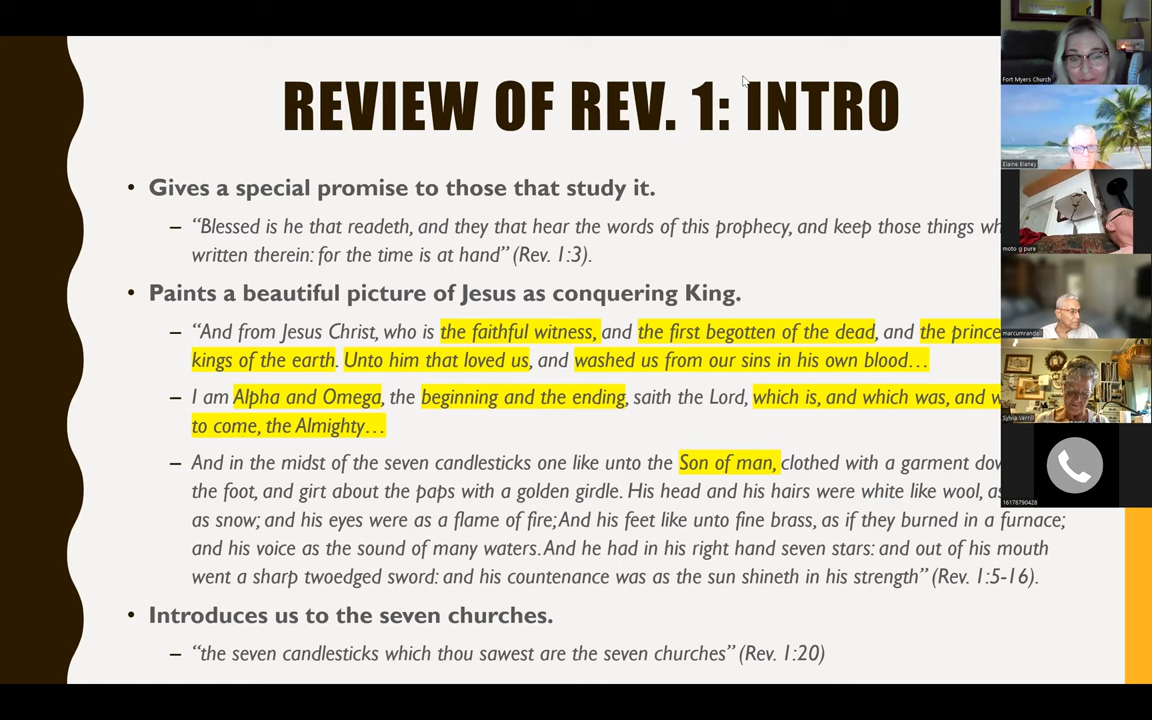 REVIEW OF REV. 1: INTRO
• Gives a special promise to those that study it.
– “Blessed is he that readeth, and they that hear the words of this prophecy, and keep those things
written therein: for the time is at hand” (Rev. 1:3).
• Paints a beautiful picture of Jesus as conquering King.
– “And from Jesus Christ, who is the faithful witness, and the first begotten of the dead, and the prince
kings of the earth. Unto him that loved us, and washed us from our sins in his own blood…
– I am Alpha and Omega, the beginning and the ending, saith the Lord, which is, and which was, and
to come, the Almighty…
– And in the midst of the seven candlesticks one like unto the Son of man, clothed with a garment
the foot, and girt about the paps with a golden girdle. His head and his hairs were white like wool,
as snow; and his eyes were as a flame of fire; And his feet like unto fine brass, as if they burned in a furnace;
and his voice as the sound of many waters. And he had in his right hand seven stars: and out of his mouth
went a sharp twoedged sword: and his countenance was as the sun shineth in his strength” (Rev. 1:5-16).
• Introduces us to the seven churches.
– “the seven candlesticks which thou sawest are the seven churches” (Rev. 1:20)
Fort Myers Church
Elaine Elaney
moto g pure
marcumrandall
Sylvia Verrill
16178790428